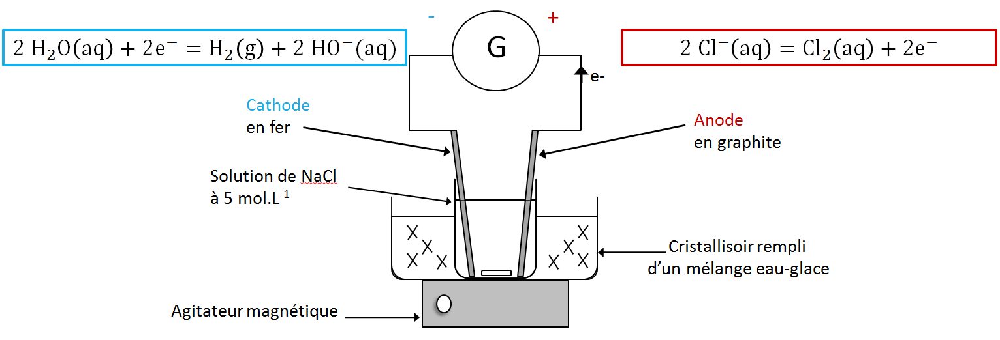 - +
2 H₂O(aq) + 2e⁻ = H₂(g) + 2 HO⁻(aq)
G
2 Cl⁻(aq) = Cl₂(aq) + 2e⁻
e-
Cathode
en fer
Anode
en graphite
Solution de NaCl
à 5 mol.L⁻¹
Cristallisoir rempli
d’un mélange eau-glace
Agitateur magnétique